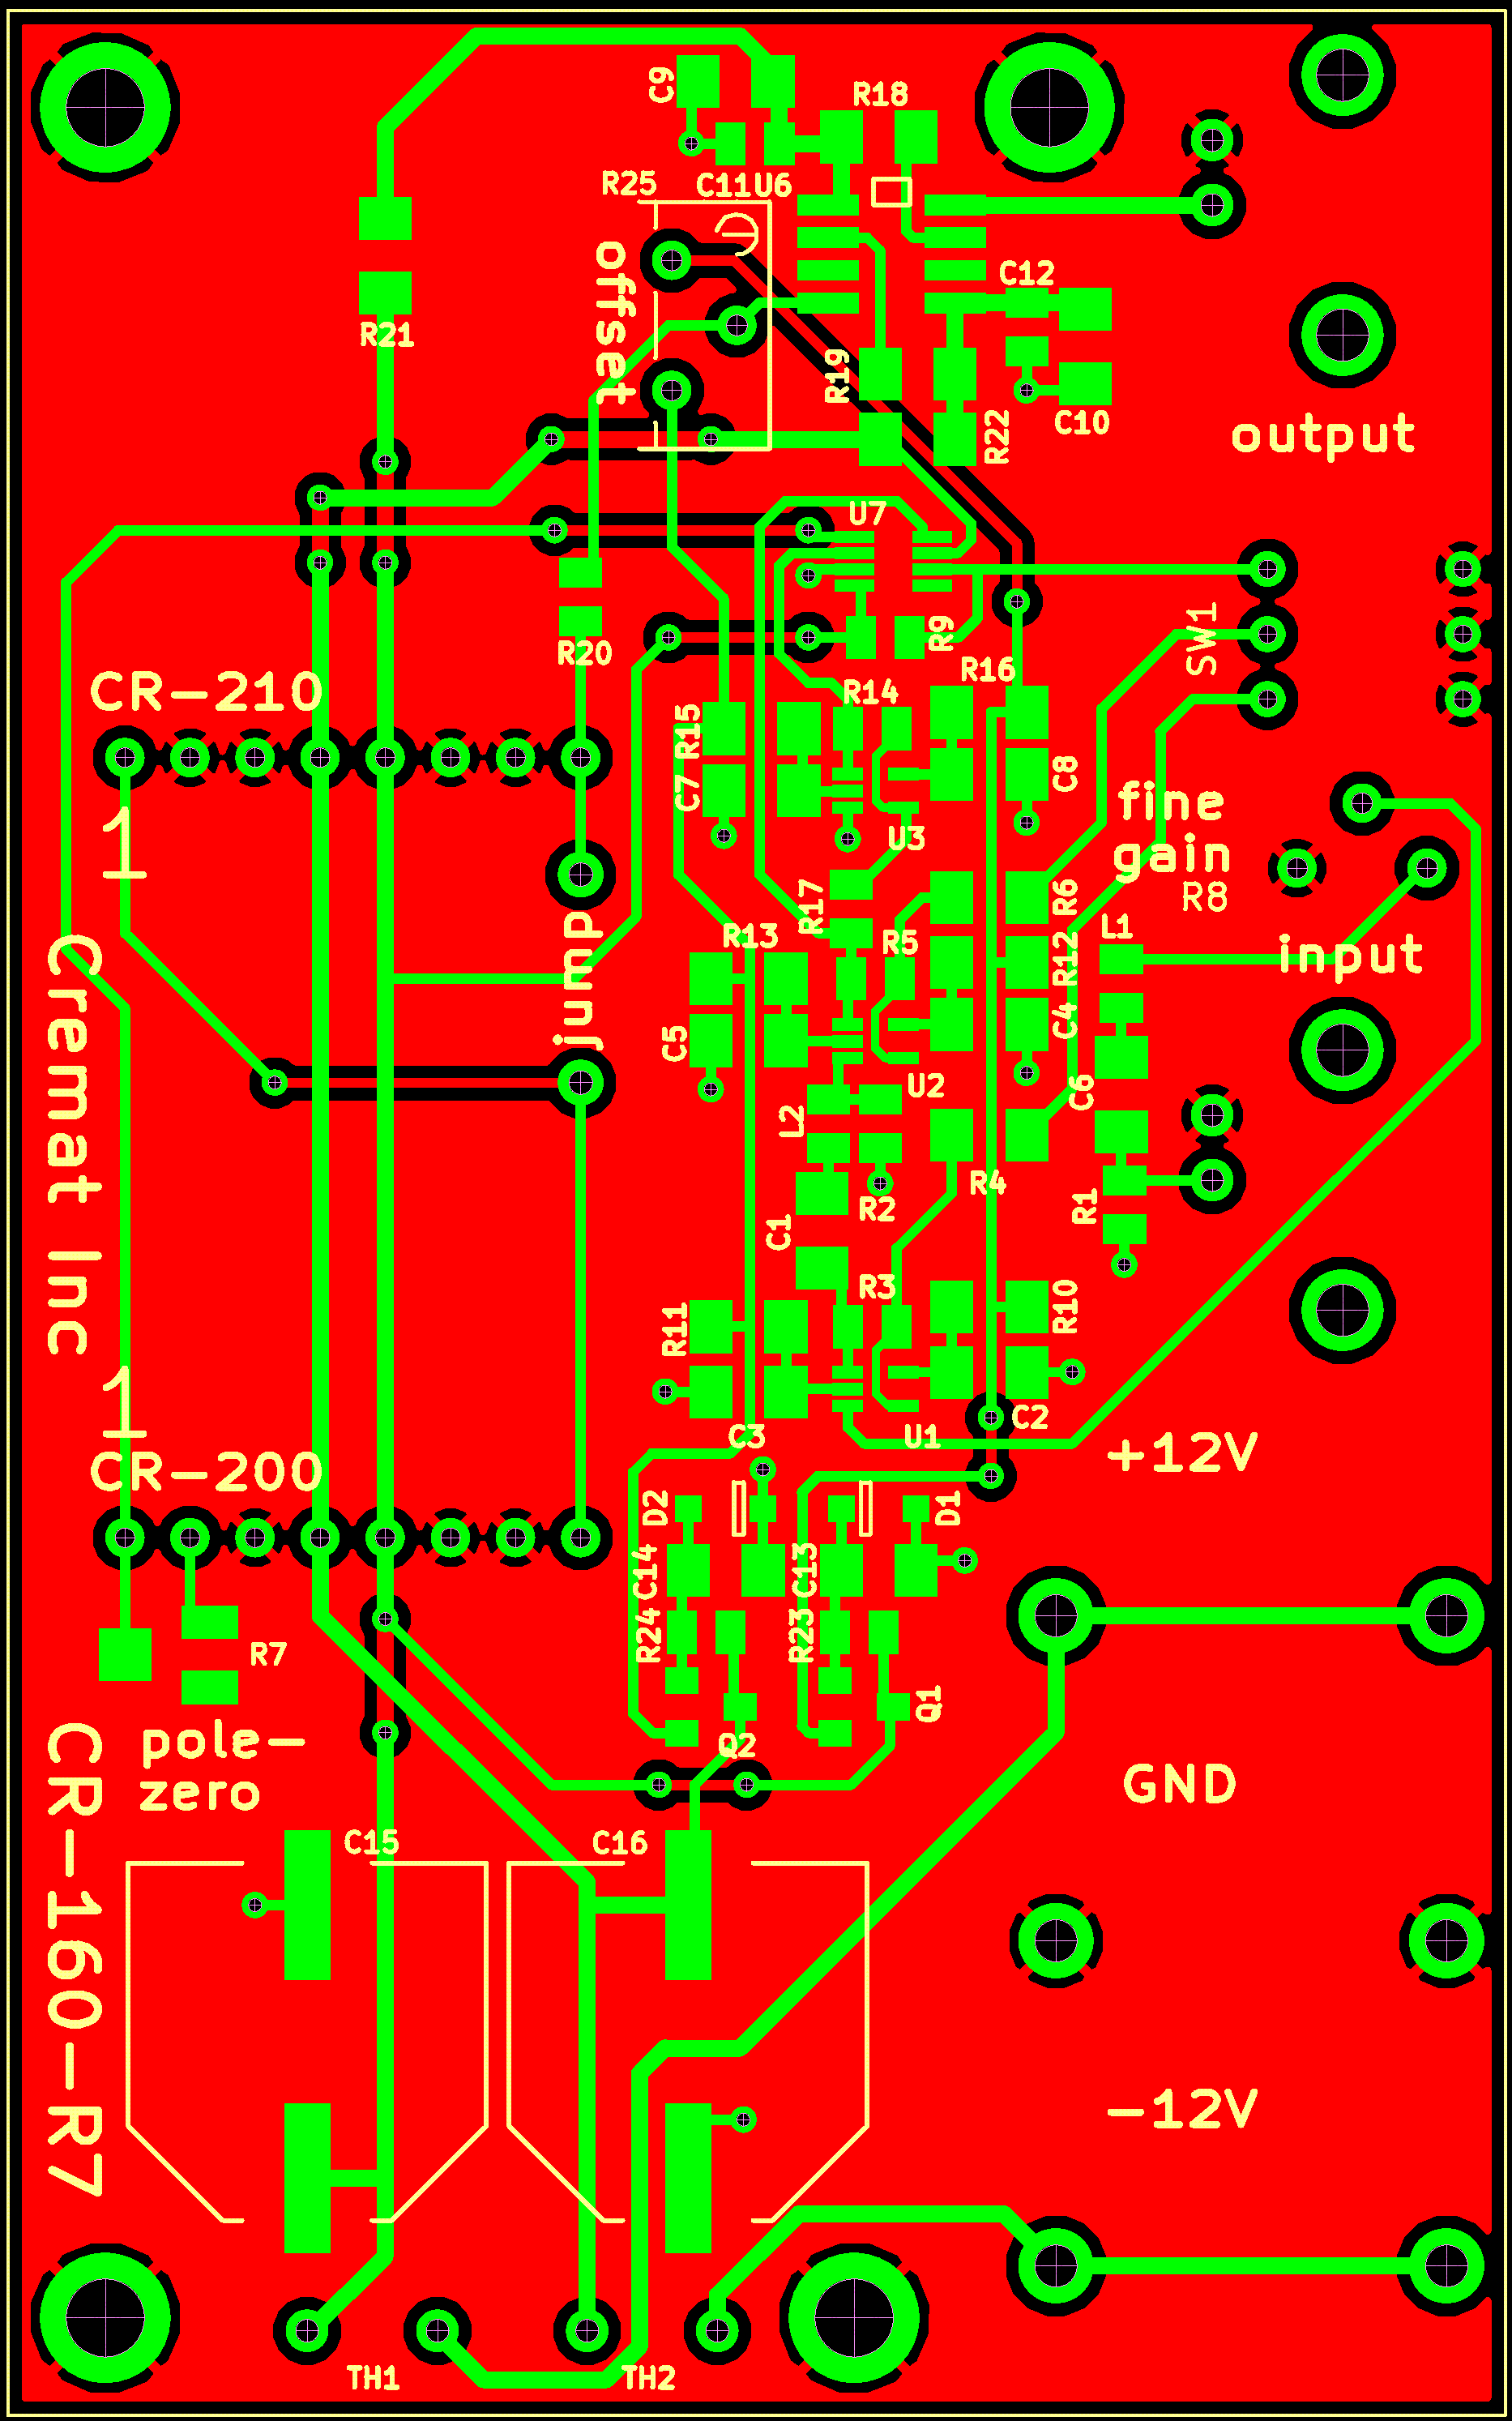 C9
R18
R25
C11
U6
offset
C12
R21
R19
C10
R22
output
U7
SW1
R9
R20
R16
CR-210
R14
R15
C7
C8
1
fine
gain
U3
R8
R17
R6
L1
R5
R13
input
jump
R12
C5
C4
U2
C6
L2
R4
R2
R1
C1
R3
R10
R11
Cremat Inc
1
C2
C3
U1
+12V
CR-200
D2
D1
C14
C13
R24
R23
R7
Q1
Q2
pole-
zero
GND
C15
C16
CR-160-R7
-12V
TH1
TH2